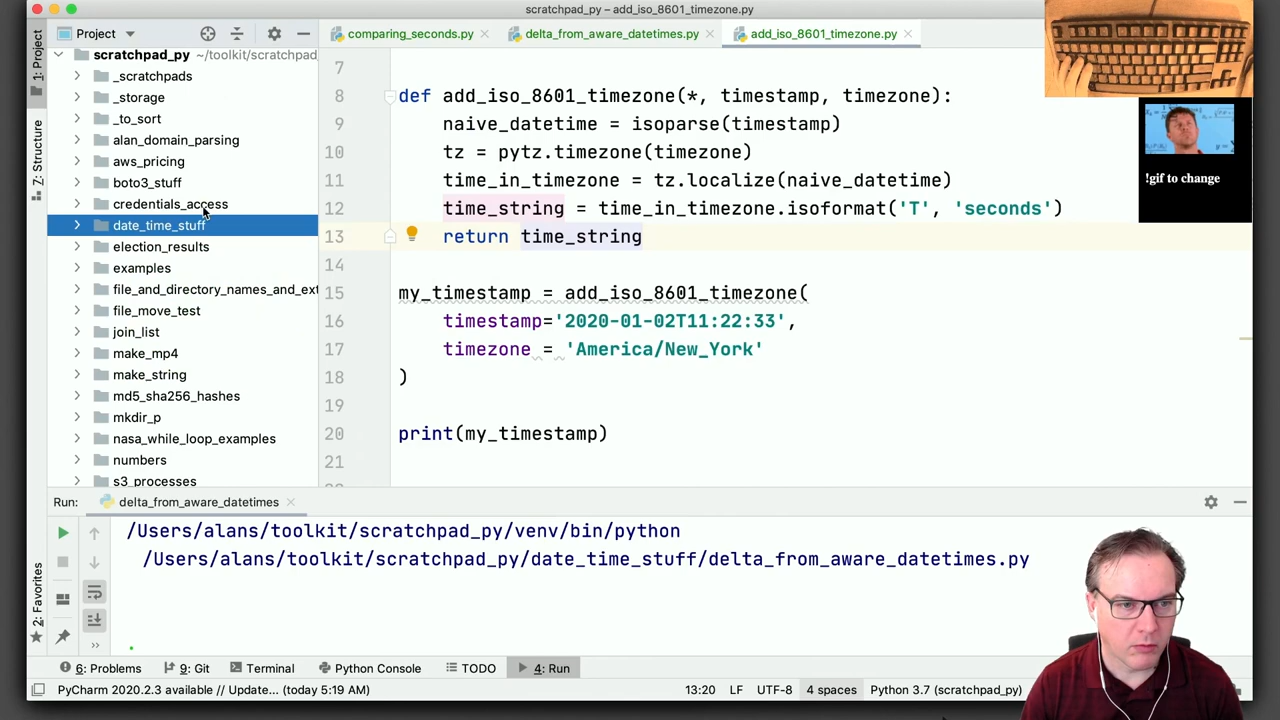 scratchpad_py – add_iso_8601_timezone.py
Project
comparing_seconds.py
delta_from_aware_datetimes.py
add_iso_8601_timezone.py
1: Project
Z: Structure
2: Favorites
scratchpad_py ~/toolkit/scratchpad
_scratchpads
_storage
_to_sort
alan_domain_parsing
aws_pricing
boto3_stuff
credentials_access
date_time_stuff
election_results
examples
file_and_directory_names_and_ext
file_move_test
join_list
make_mp4
make_string
md5_sha256_hashes
mkdir_p
nasa_while_loop_examples
numbers
s3_processes
7
8 def add_iso_8601_timezone(*, timestamp, timezone):
9 naive_datetime = isoparse(timestamp)
10 tz = pytz.timezone(timezone)
11 time_in_timezone = tz.localize(naive_datetime)
12 time_string = time_in_timezone.isoformat('T', 'seconds')
13 return time_string
14
15 my_timestamp = add_iso_8601_timezone(
16 timestamp='2020-01-02T11:22:33',
17 timezone = 'America/New_York'
18 )
19
20 print(my_timestamp)
21
!gif to change
Run: delta_from_aware_datetimes
/Users/alans/toolkit/scratchpad_py/venv/bin/python
/Users/alans/toolkit/scratchpad_py/date_time_stuff/delta_from_aware_datetimes.py
6: Problems 9: Git Terminal Python Console TODO 4: Run
PyCharm 2020.2.3 available // Update... (today 5:19 AM) 13:20 LF UTF-8 4 spaces Python 3.7 (scratchpad_py)